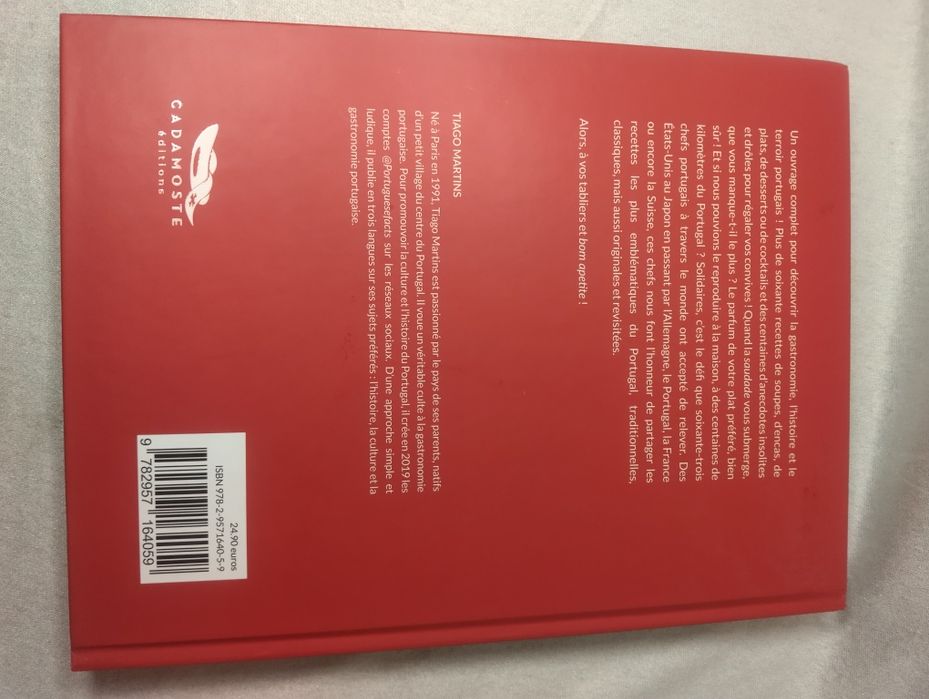 Un ouvrage complet pour découvrir la gastronomie, l'histoire et le
terroir portugais ! Plus de soixante recettes de soupes, d'encas, de
plats, de desserts ou de cocktails et des centaines d'anecdotes insolites
et drôles pour régaler vos convives ! Quand la saudade vous submerge,
que vous manque-t-il le plus ? Le parfum de votre plat préféré, bien
sûr ! Et si nous pouvions le reproduire à la maison, à des centaines de
kilomètres du Portugal ? Solidaires, c'est le défi que soixante-trois
chefs portugais à travers le monde ont accepté de relever. Des
États-Unis au Japon en passant par l'Allemagne, le Portugal, la France
ou encore la Suisse, ces chefs nous font l'honneur de partager les
recettes les plus emblématiques du Portugal, traditionnelles,
classiques, mais aussi originales et revisitées.
Alors, à vos tabliers et bom apetite !
TIAGO MARTINS
Né à Paris en 1991, Tiago Martins est passionné par le pays de ses parents, natifs
d'un petit village du centre du Portugal. Il voue un véritable culte à la gastronomie
portugaise. Pour promouvoir la culture et l'histoire du Portugal, il crée en 2019 les
comptes @Portuguesefacts sur les réseaux sociaux. D'une approche simple et
ludique, il publie en trois langues sur ses sujets préférés : l'histoire, la culture et la
gastronomie portugaise.
CADAMOSTE
éditions
24,90 euros
ISBN 978-2-9571640-5-9
9 782957 164059